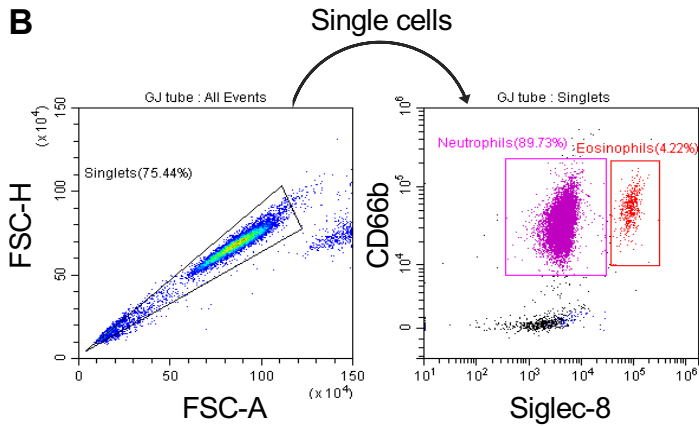 B
Single cells
GJ tube : All Events
(x10⁴)
150
100
50
0
FSC-H
Singlets(75.44%)
0
50
100
150
(x10⁴)
FSC-A
GJ tube : Singlets
10⁶
10⁵
10⁴
0
CD66b
Neutrophils(89.73%)
Eosinophils(4.22%)
10¹
10²
10³
10⁴
10⁵
10⁶
Siglec-8